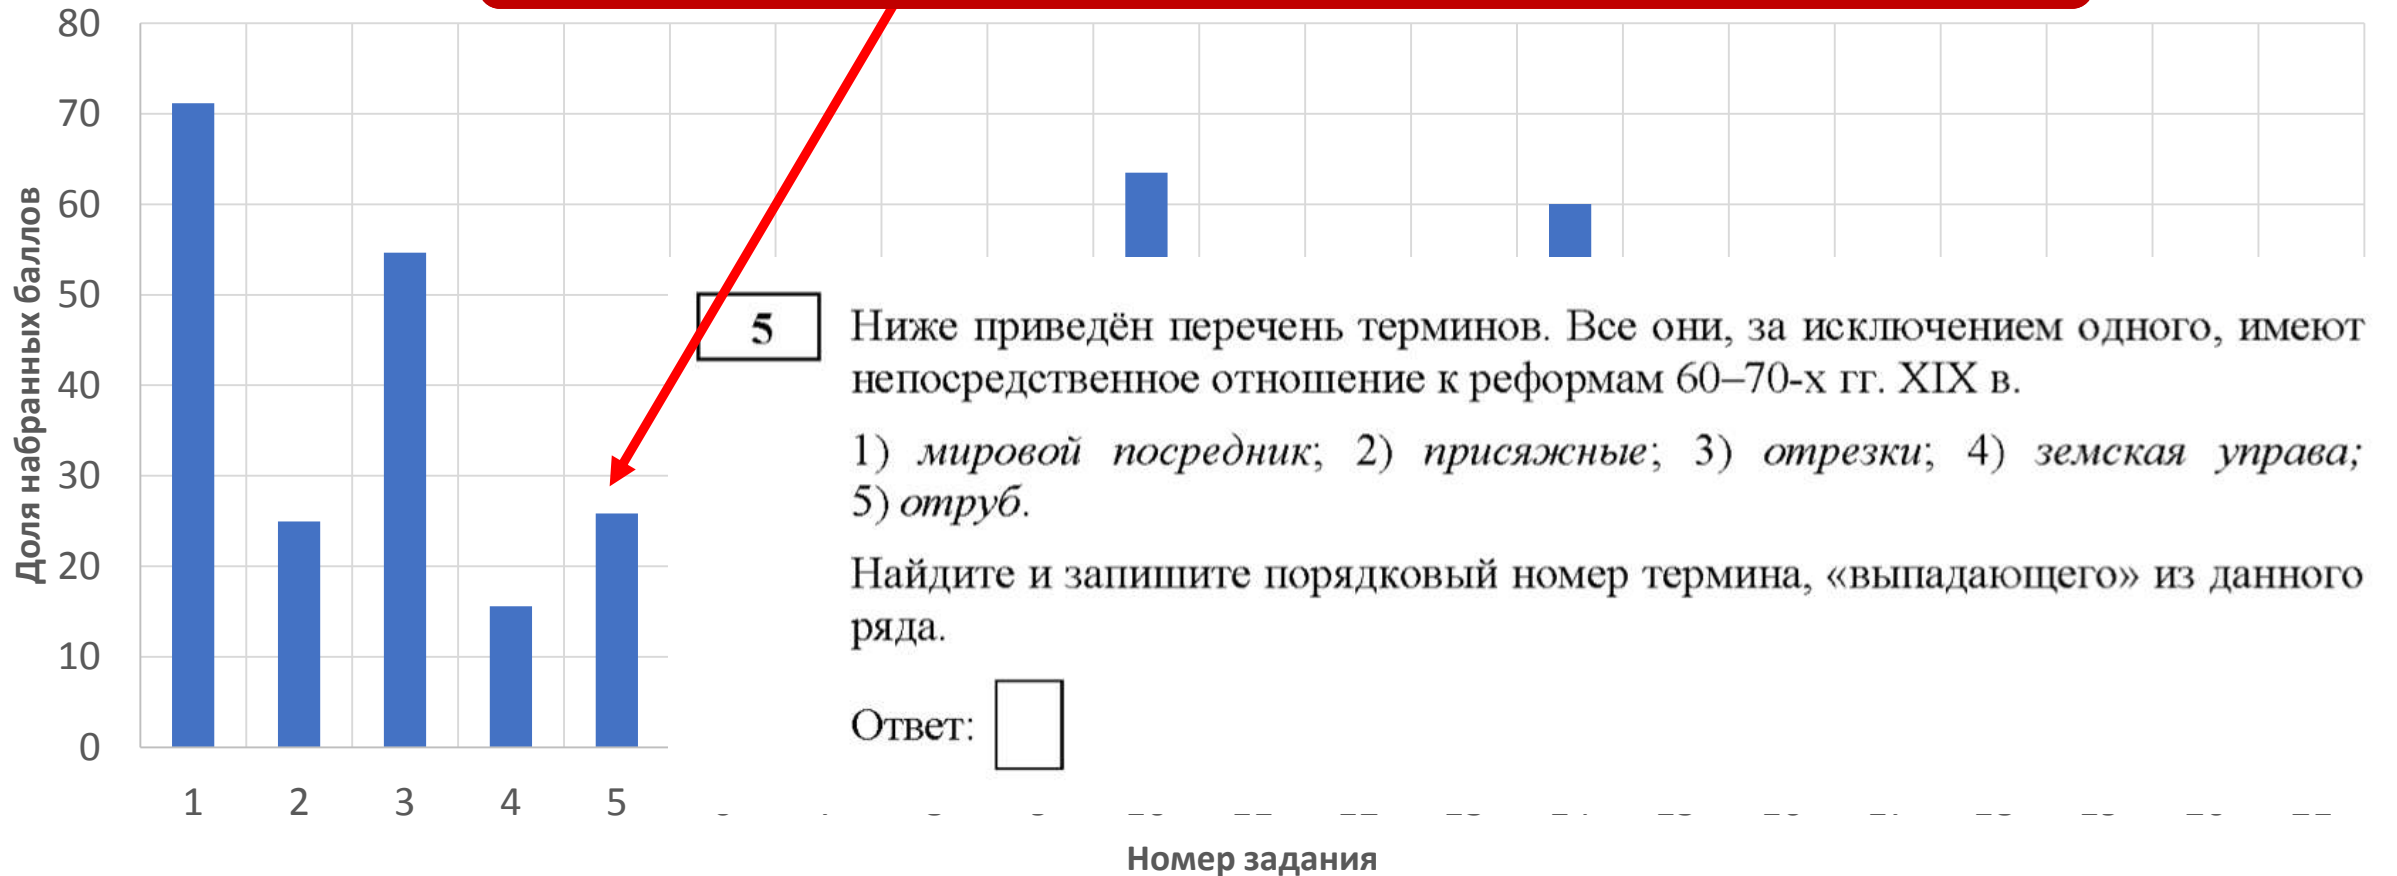 80
70
60
50
40
30
20
10
0
Доля набранных баллов
5
Ниже приведён перечень терминов. Все они, за исключением одного, имеют
непосредственное отношение к реформам 60–70-х гг. XIX в.
1) мировой посредник; 2) присяжные; 3) отрезки; 4) земская управа;
5) отруб.
Найдите и запишите порядковый номер термина, «выпадающего» из данного
ряда.
Ответ:
1 2 3 4 5
Номер задания